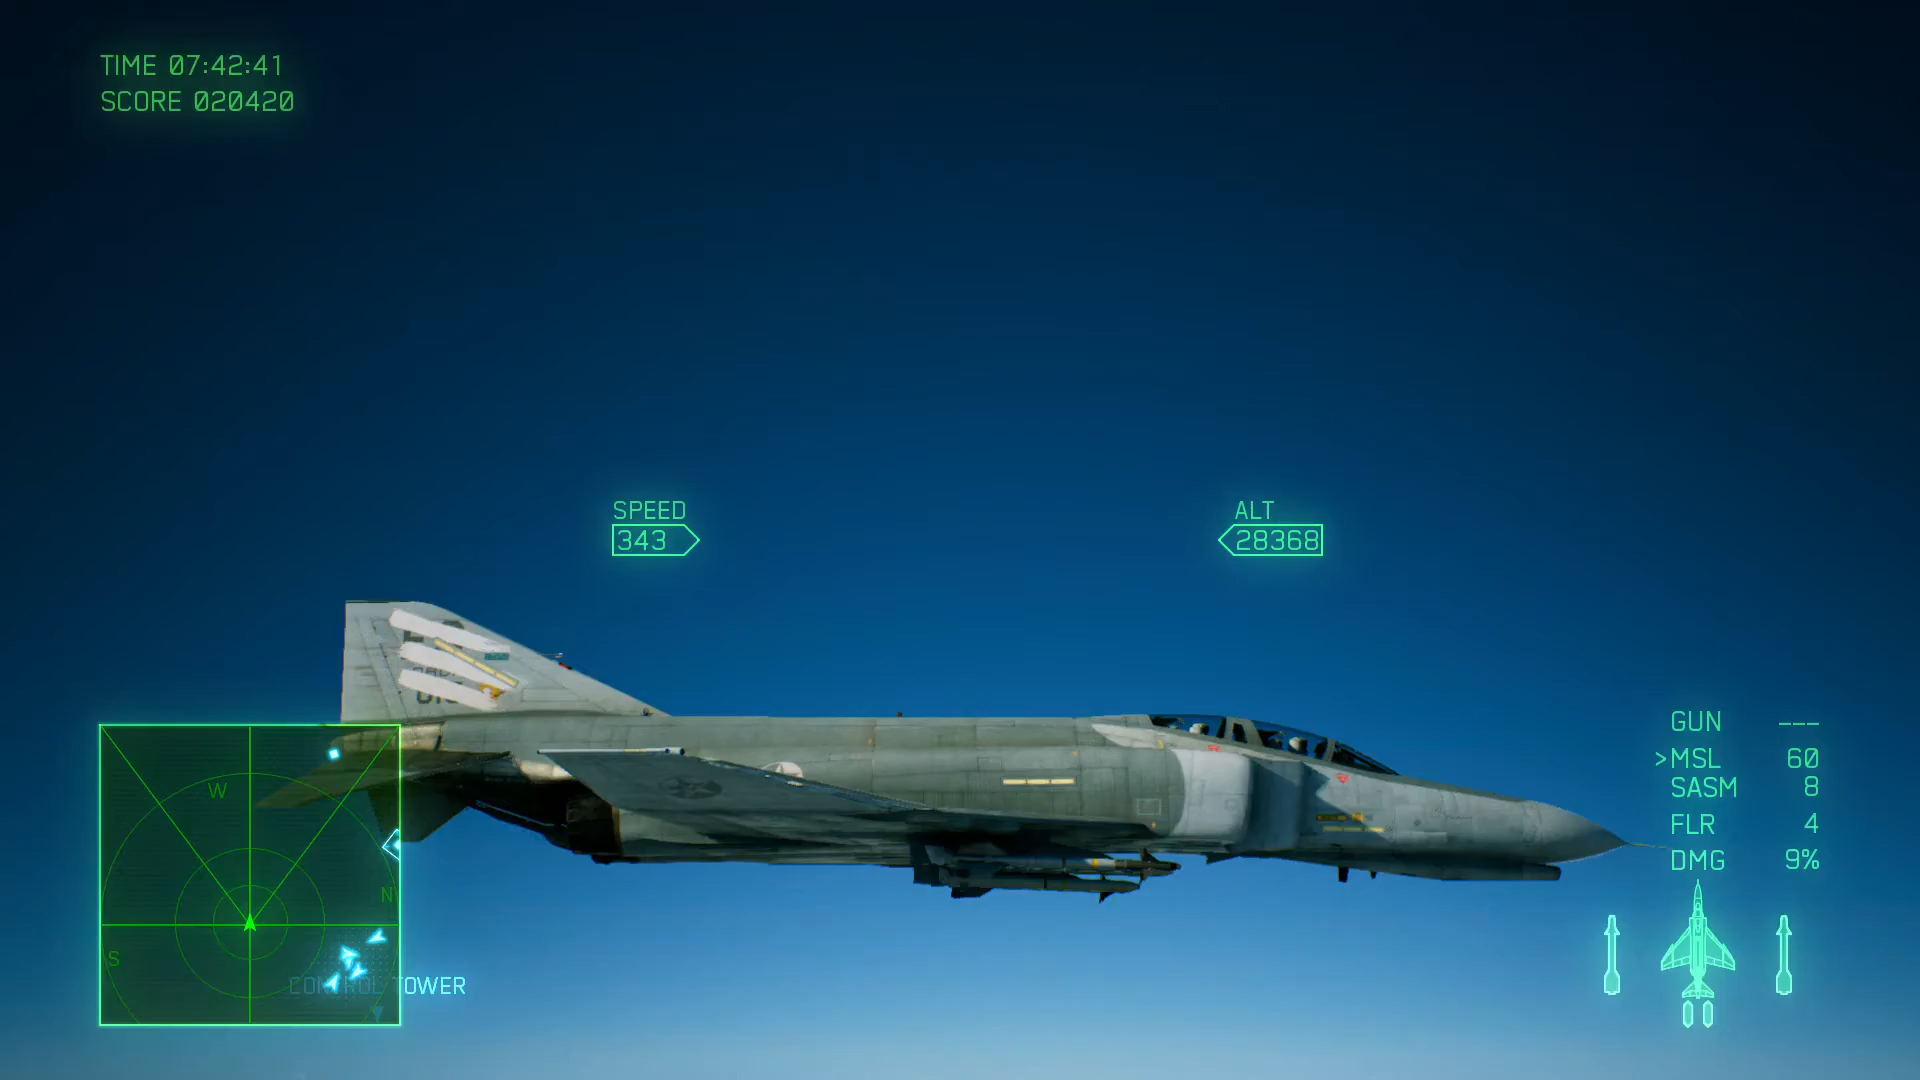 TIME 07:42:41
SCORE 020420
SPEED
343
ALT
28368
GUN ---
>MSL 60
SASM 8
FLR 4
DMG 9%
W
N
S
CONTROL TOWER